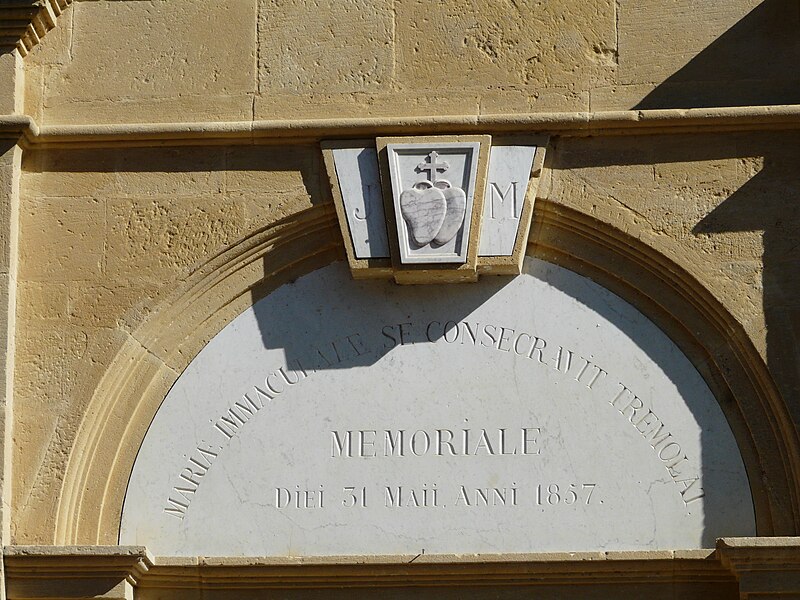 J M
MARIÆ IMMACULATÆ SE CONSECRAVIT TREMOLAT
MEMORIALE
Diei 31 Maii. Anni 1857.